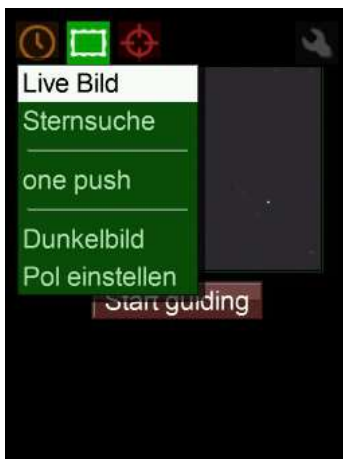 Live Bild
Sternsuche
one push
Dunkelbild
Pol einstellen
Start guiding